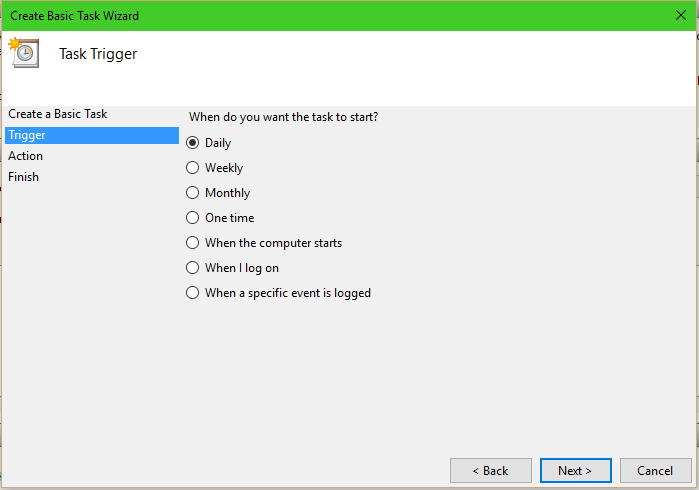 Create Basic Task Wizard
Task Trigger
Create a Basic Task
Trigger
Action
Finish
When do you want the task to start?
Daily
Weekly
Monthly
One time
When the computer starts
When I log on
When a specific event is logged
< Back
Next >
Cancel